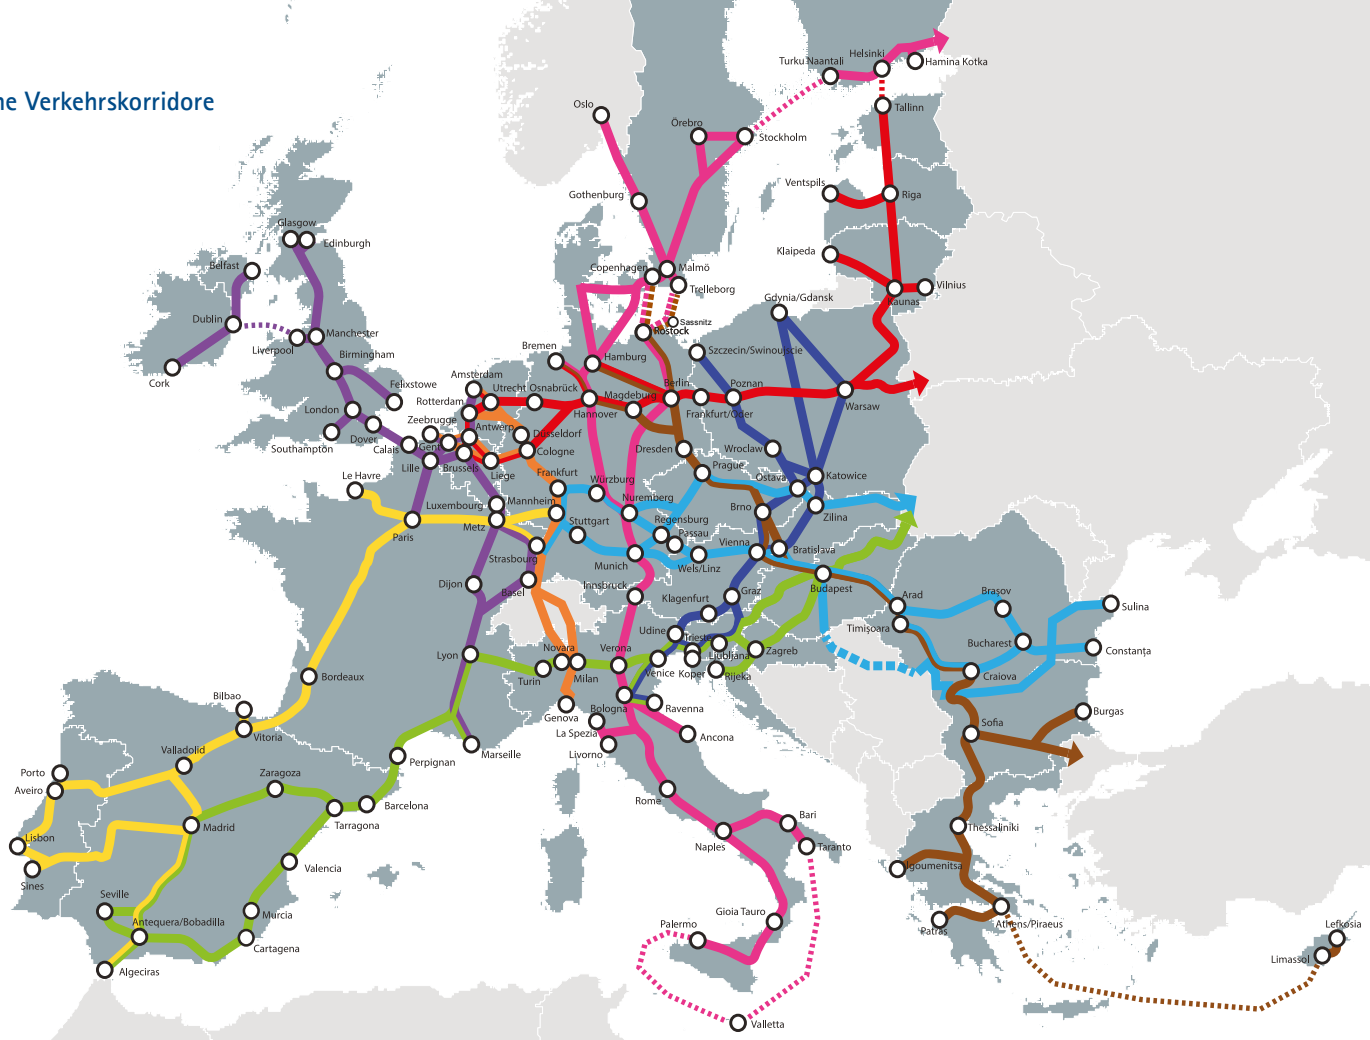 ne Verkehrskorridore
Helsinki
Turku Naantali
Hamina Kotka
Oslo
Tallinn
Örebro
Stockholm
Ventspils
Riga
Gothenburg
Glasgow
Edinburgh
Klaipeda
Belfast
Copenhagen
Malmö
Trelleborg
Vilnius
Kaunas
Gdynia/Gdansk
Dublin
Sassnitz
Rostock
Manchester
Liverpool
Bremen
Szczecin/Swinoujscie
Birmingham
Hamburg
Cork
Amsterdam
Felixstowe
Utrecht
Osnabrück
Magdeburg
Berlin
Poznan
Rotterdam
Warsaw
London
Hannover
Frankfurt/Oder
Zeebrugge
Antwerp
Düsseldorf
Dover
Southampton
Calais
Gent
Dresden
Wroclaw
Cologne
Lille
Brussels
Liege
Prague
Le Havre
Frankfurt
Ostava
Katowice
Würzburg
Luxembourg
Mannheim
Nuremberg
Brno
Zilina
Metz
Stuttgart
Regensburg
Paris
Passau
Vienna
Bratislava
Strasbourg
Munich
Wels/Linz
Dijon
Basel
Innsbruck
Budapest
Graz
Klagenfurt
Arad
Brașov
Sulina
Timișoara
Udine
Trieste
Bucharest
Lyon
Novara
Verona
Ljubljana
Zagreb
Constanța
Turin
Milan
Venice
Koper
Rijeka
Bordeaux
Craiova
Bilbao
Genova
Bologna
Ravenna
Burgas
Vitoria
La Spezia
Sofia
Ancona
Valladolid
Livorno
Marseille
Perpignan
Porto
Zaragoza
Aveiro
Rome
Barcelona
Bari
Madrid
Tarragona
Thessaliniki
Lisbon
Naples
Taranto
Valencia
Igoumenitsa
Sines
Seville
Gioia Tauro
Murcia
Antequera/Bobadilla
Palermo
Athens/Piraeus
Lefkosia
Patras
Cartagena
Limassol
Algeciras
Valletta